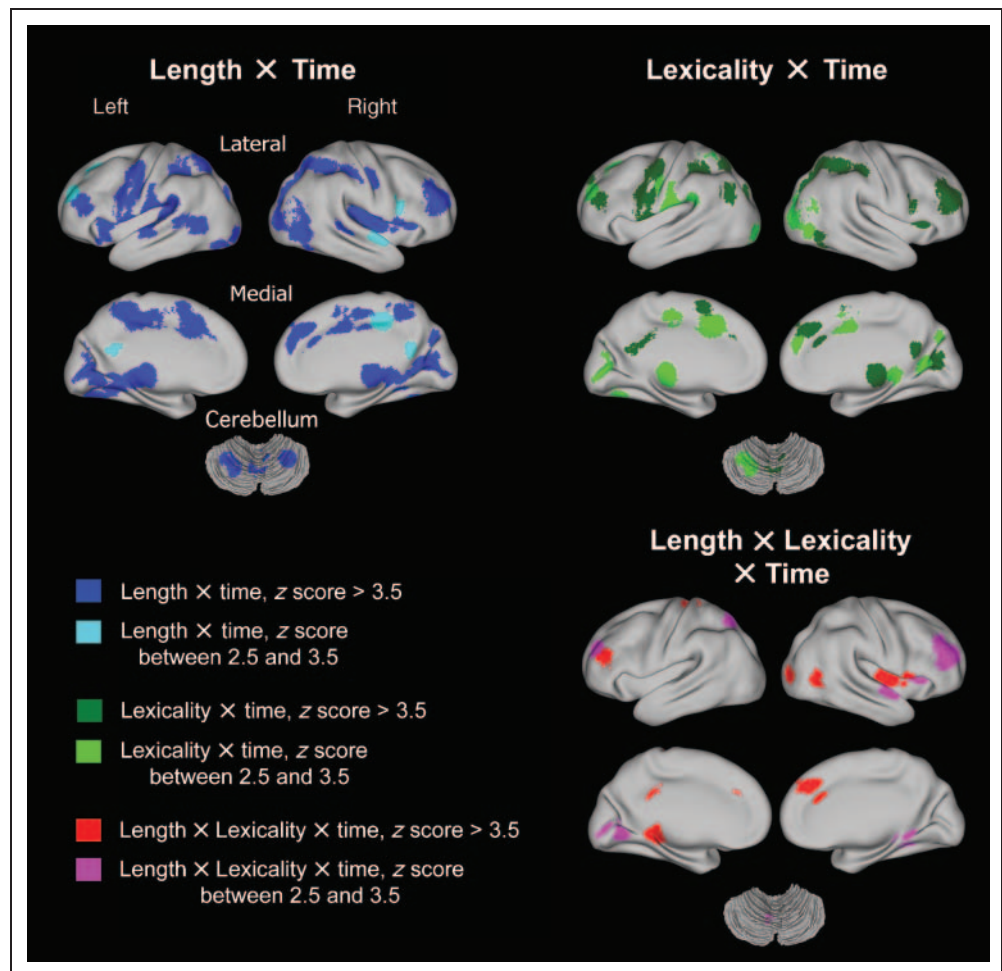 Length × Time
Left
Right
Lateral
Medial
Cerebellum
Lexicality × Time
Length × Lexicality
× Time
Length × time, z score > 3.5
Length × time, z score
between 2.5 and 3.5
Lexicality × time, z score > 3.5
Lexicality × time, z score
between 2.5 and 3.5
Length × Lexicality × time, z score > 3.5
Length × Lexicality × time, z score
between 2.5 and 3.5